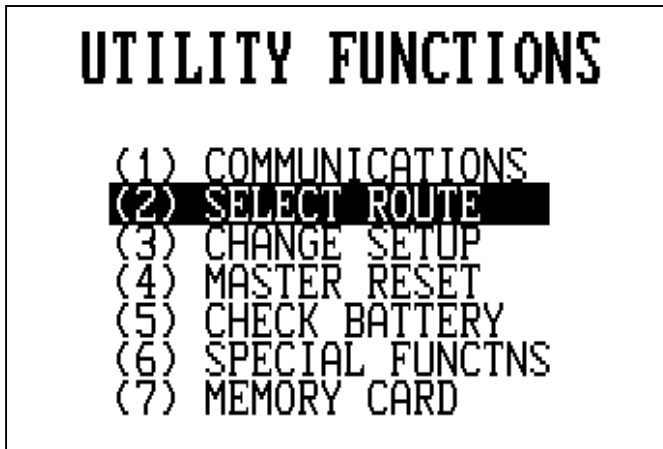 UTILITY FUNCTIONS
(1) COMMUNICATIONS
(2) SELECT ROUTE
(3) CHANGE SETUP
(4) MASTER RESET
(5) CHECK BATTERY
(6) SPECIAL FUNCTNS
(7) MEMORY CARD